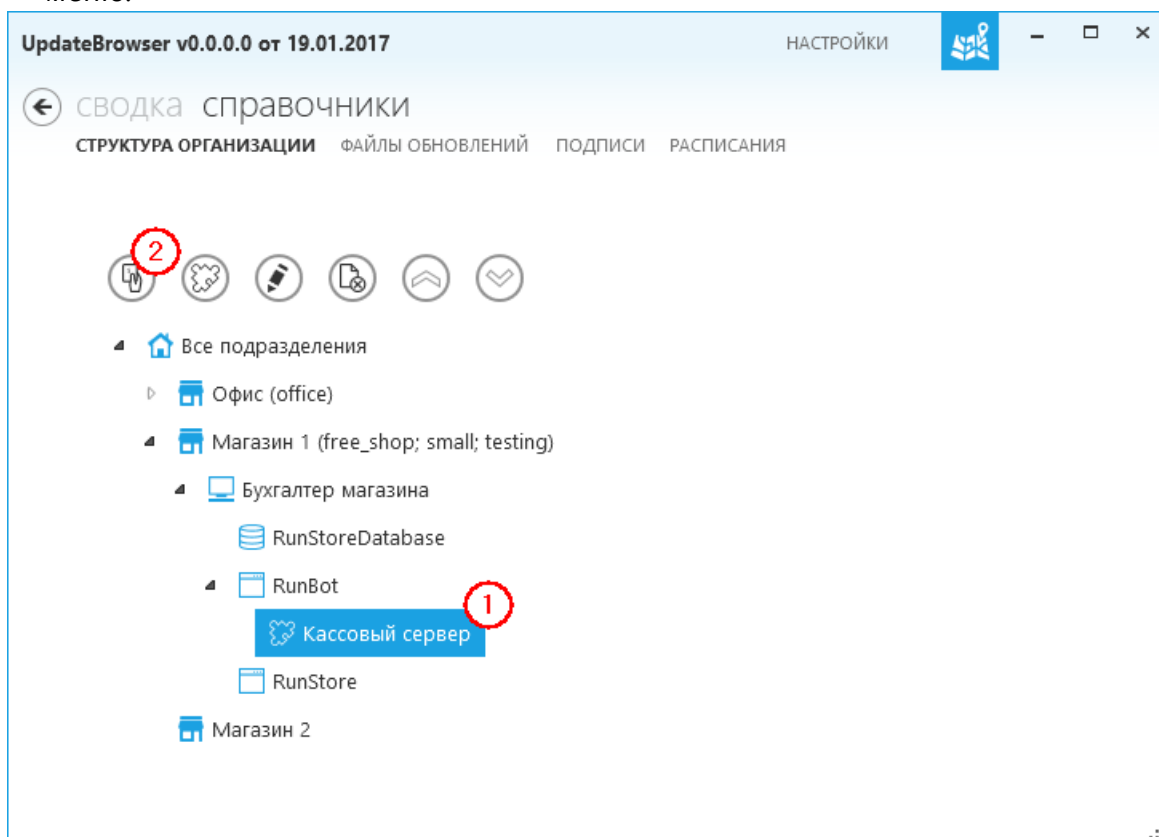 меню.
UpdateBrowser v0.0.0.0 от 19.01.2017 НАСТРОЙКИ
сводка справочники
СТРУКТУРА ОРГАНИЗАЦИИ ФАЙЛЫ ОБНОВЛЕНИЙ ПОДПИСИ РАСПИСАНИЯ
2
Все подразделения
Офис (office)
Магазин 1 (free_shop; small; testing)
Бухгалтер магазина
RunStoreDatabase
RunBot
1
Кассовый сервер
RunStore
Магазин 2